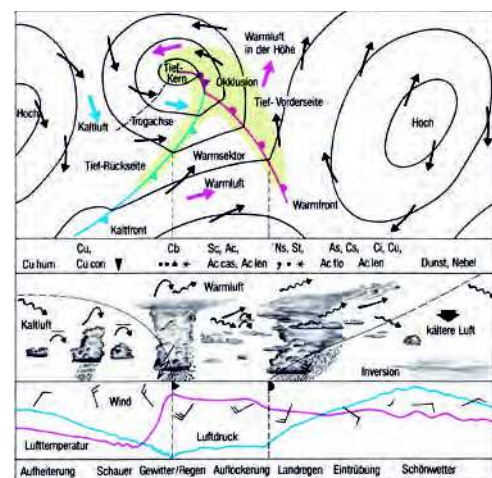 Warmluft
in der Höhe
Tief-
Kern
Okklusion
Hoch
Kaltluft
Trogachse
Tief-Vorderseite
Hoch
Tief-Rückseite
Warmsektor
Warmluft
Warmfront
Kaltfront
Cu, Cb Sc, Ac, Ns, St, As, Cs, Ci, Cu,
Cu hum Cu con Ac cas, Ac len Ac flo Ac len Dunst, Nebel
Warmluft
Kaltluft
kältere Luft
Inversion
Wind
Lufttemperatur
Luftdruck
Aufheiterung Schauer Gewitter/Regen Auflockerung Landregen Eintrübung Schönwetter